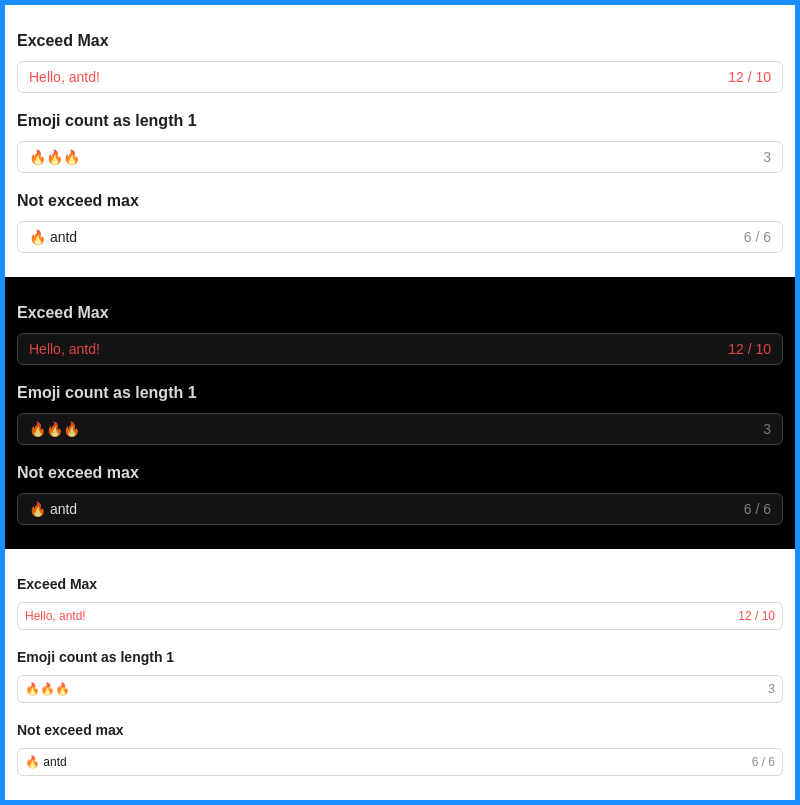 Exceed Max
Hello, antd! 12 / 10
Emoji count as length 1
🔥🔥🔥 3
Not exceed max
🔥 antd 6 / 6
Exceed Max
Hello, antd! 12 / 10
Emoji count as length 1
🔥🔥🔥 3
Not exceed max
🔥 antd 6 / 6
Exceed Max
Hello, antd! 12 / 10
Emoji count as length 1
🔥🔥🔥 3
Not exceed max
🔥 antd 6 / 6